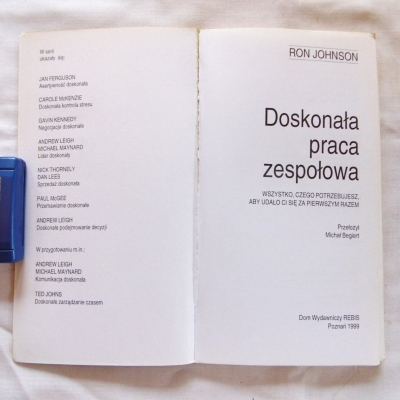 W serii
ukazały się:
JAN FERGUSON
Asertywność doskonała
CAROLE McKENZIE
Doskonała kontrola stresu
GAVIN KENNEDY
Negocjacje doskonałe
ANDREW LEIGH
MICHAEL MAYNARD
Lider doskonały
NICK THORNELY
DAN LEES
Sprzedaż doskonała
PAUL McGEE
Przemawianie doskonałe
ANDREW LEIGH
Doskonałe podejmowanie decyzji
W przygotowaniu m.in.:
ANDREW LEIGH
MICHAEL MAYNARD
Komunikacja doskonała
TED JOHNS
Doskonałe zarządzanie czasem
RON JOHNSON
Doskonała
praca
zespołowa
WSZYSTKO, CZEGO POTRZEBUJESZ,
ABY UDAŁO CI SIĘ ZA PIERWSZYM RAZEM
Przełożył
Michał Begiert
Dom Wydawniczy REBIS
Poznań 1999